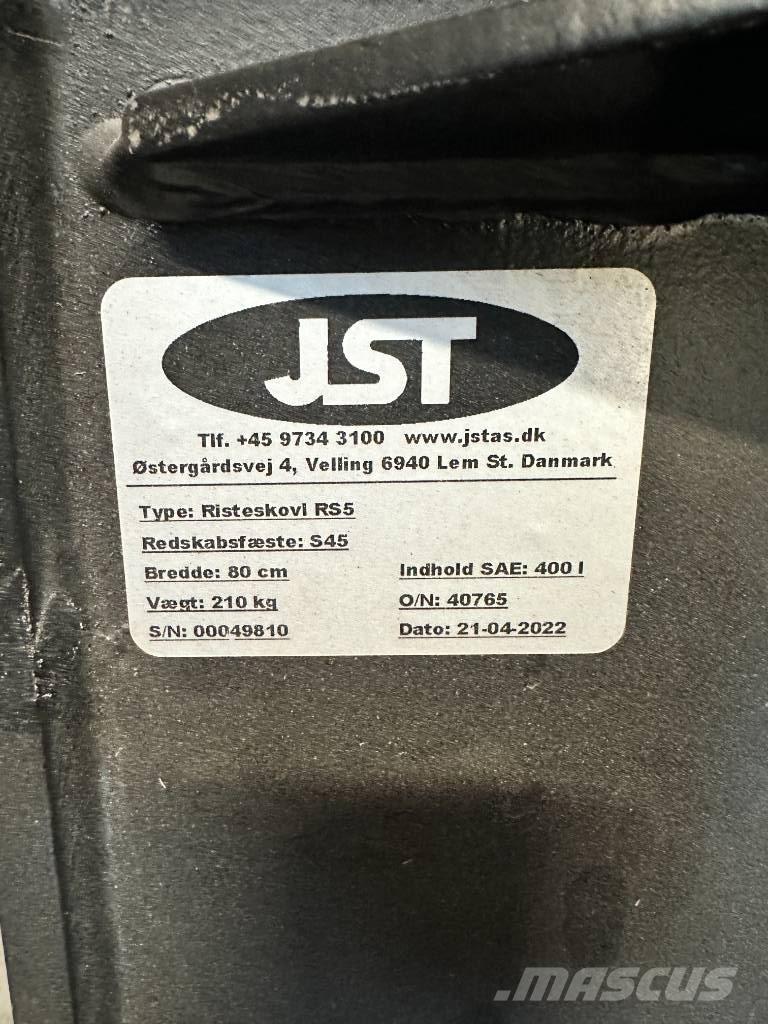 JST
Tlf. +45 9734 3100 www.jstas.dk
Østergårdsvej 4, Velling 6940 Lem St. Danmark
Type: Risteskovl RS5
Redskabsfæste: S45
Bredde: 80 cm Indhold SAE: 400 l
Vægt: 210 kg O/N: 40765
S/N: 00049810 Dato: 21-04-2022
MASCUS